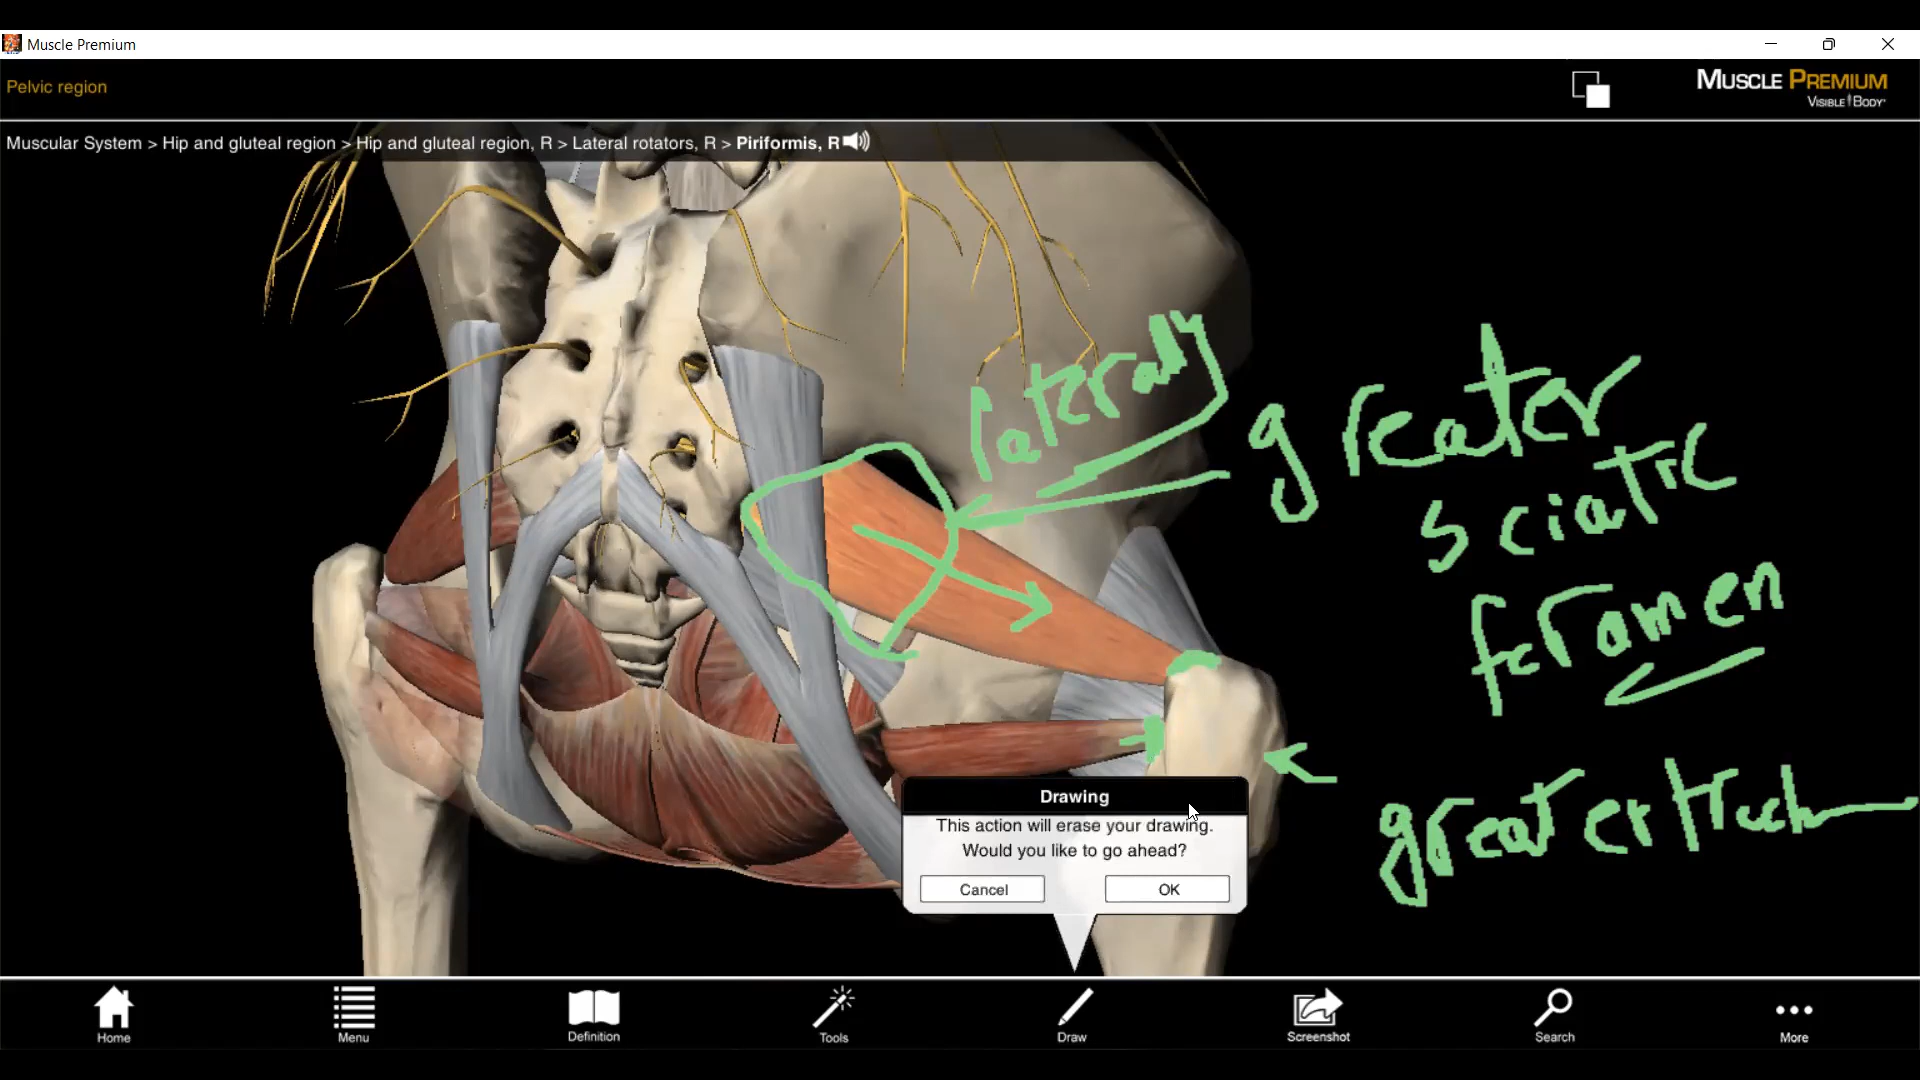 Muscle Premium
Pelvic region
MUSCLE PREMIUM
VISIBLE BODY
Muscular System > Hip and gluteal region > Hip and gluteal region, R > Lateral rotators, R > Piriformis, R
laterally
greater
sciatic
foramen
greater troch
Drawing
This action will erase your drawing.
Would you like to go ahead?
Cancel
OK
Home
Menu
Definition
Tools
Draw
Screenshot
Search
More